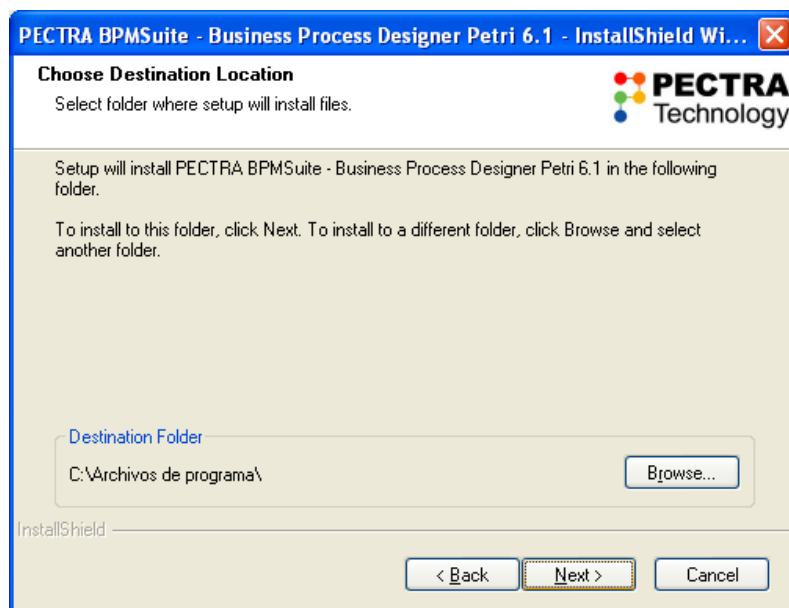 PECTRA BPMSuite - Business Process Designer Petri 6.1 - InstallShield Wi...
Choose Destination Location
Select folder where setup will install files.
PECTRA
Technology
Setup will install PECTRA BPMSuite - Business Process Designer Petri 6.1 in the following
folder.
To install to this folder, click Next. To install to a different folder, click Browse and select
another folder.
Destination Folder
C:\Archivos de programa\
Browse...
InstallShield
< Back
Next >
Cancel